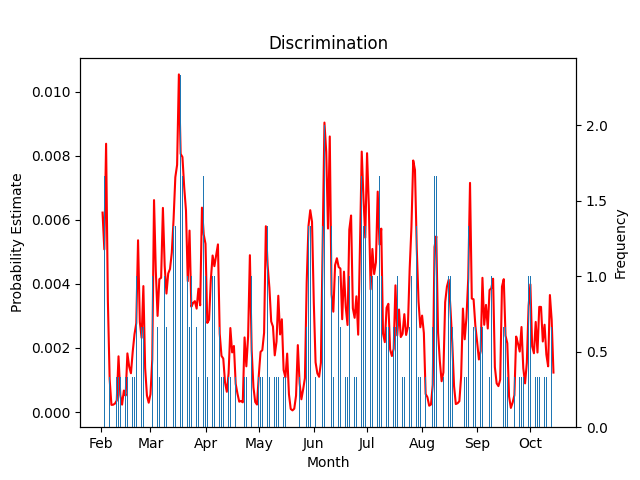 Discrimination
0.010
0.008
0.006
0.004
0.002
0.000
Probability Estimate
2.0
1.5
1.0
0.5
0.0
Frequency
Feb Mar Apr May Jun Jul Aug Sep Oct
Month